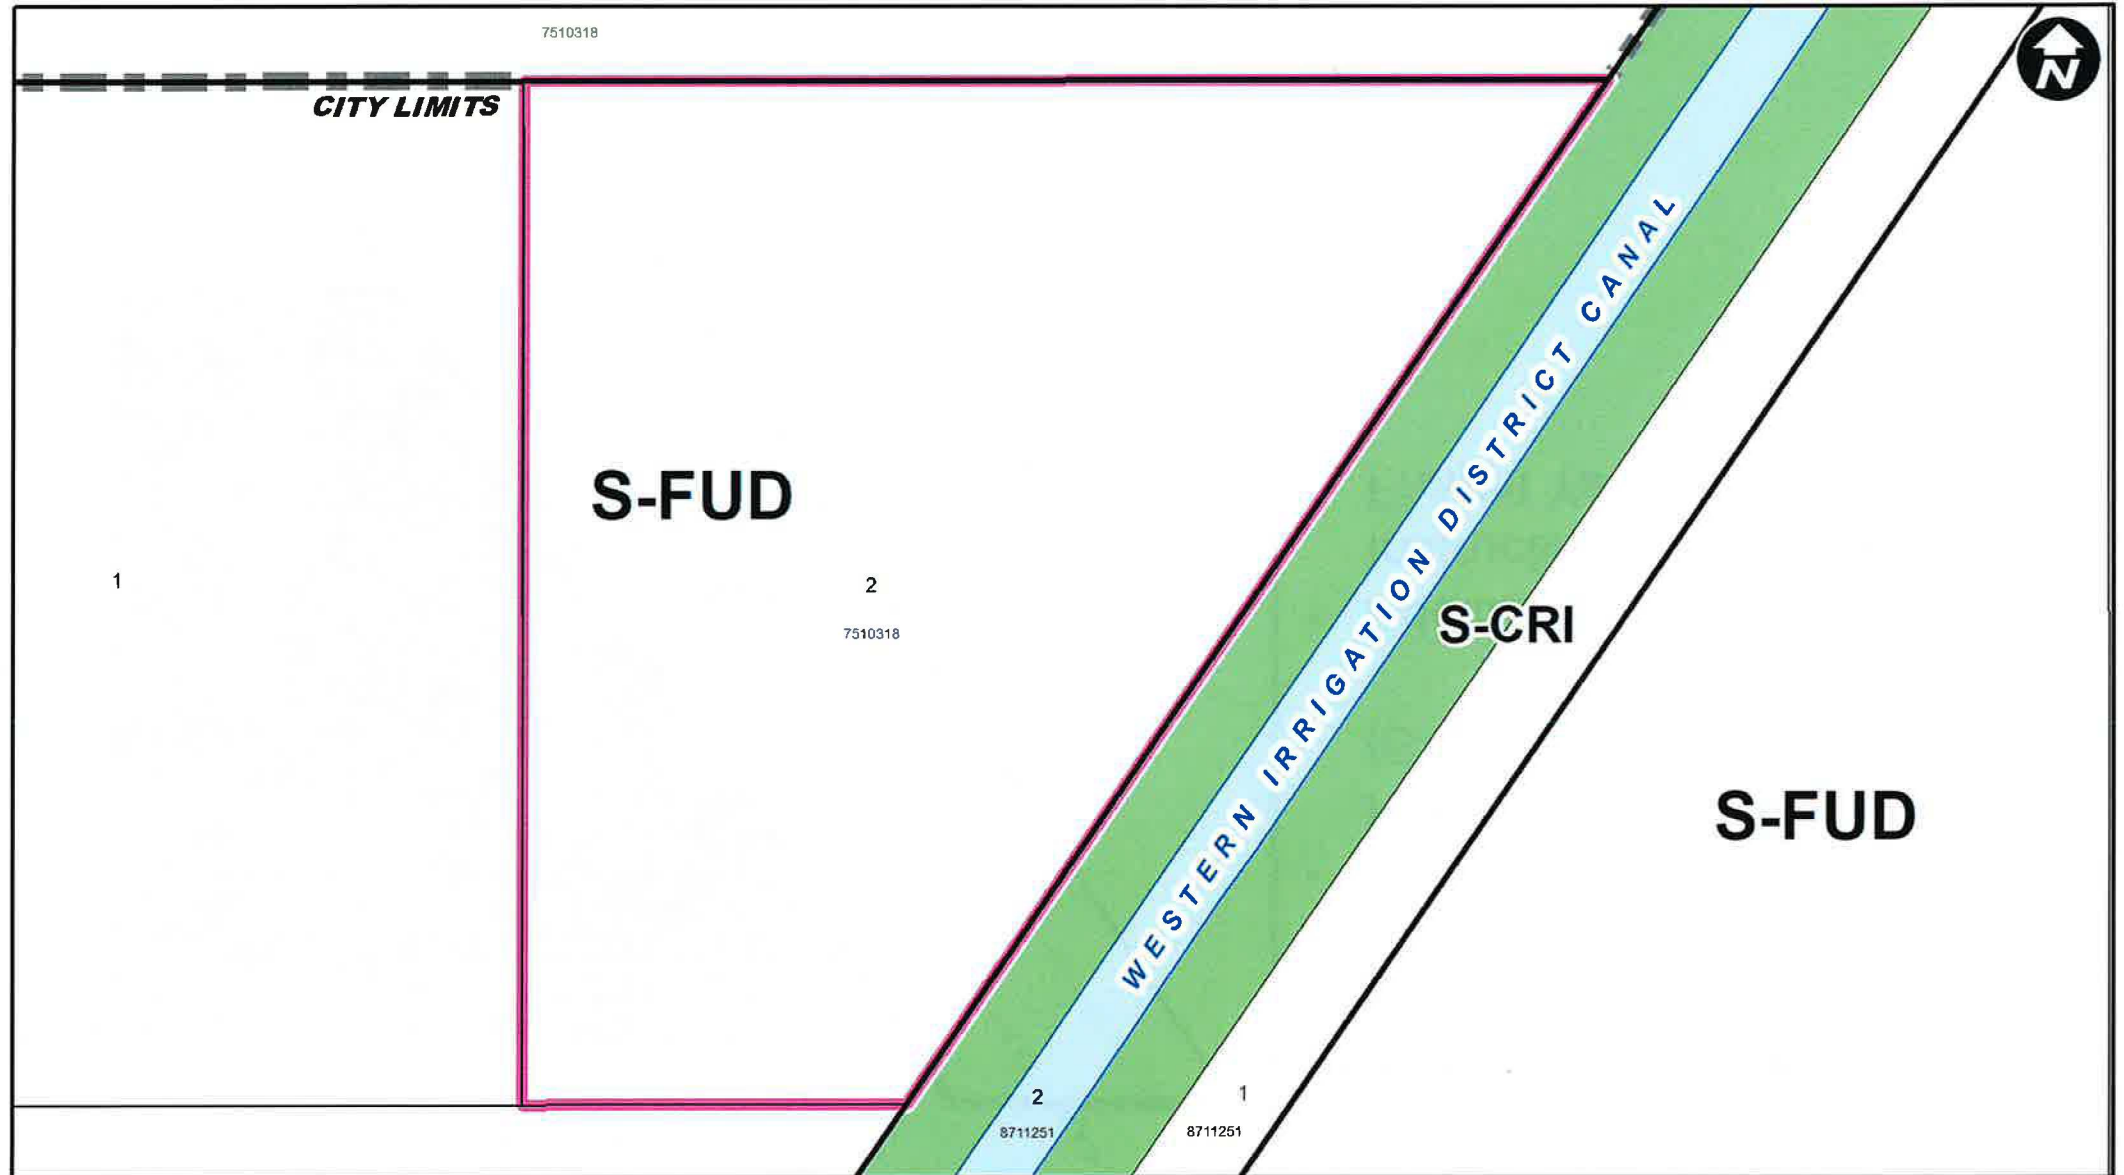 7510318
N
CITY LIMITS
S-FUD
1
2
7510318
WESTERN IRRIGATION DISTRICT CANAL
S-CRI
S-FUD
2
8711251
1
8711251